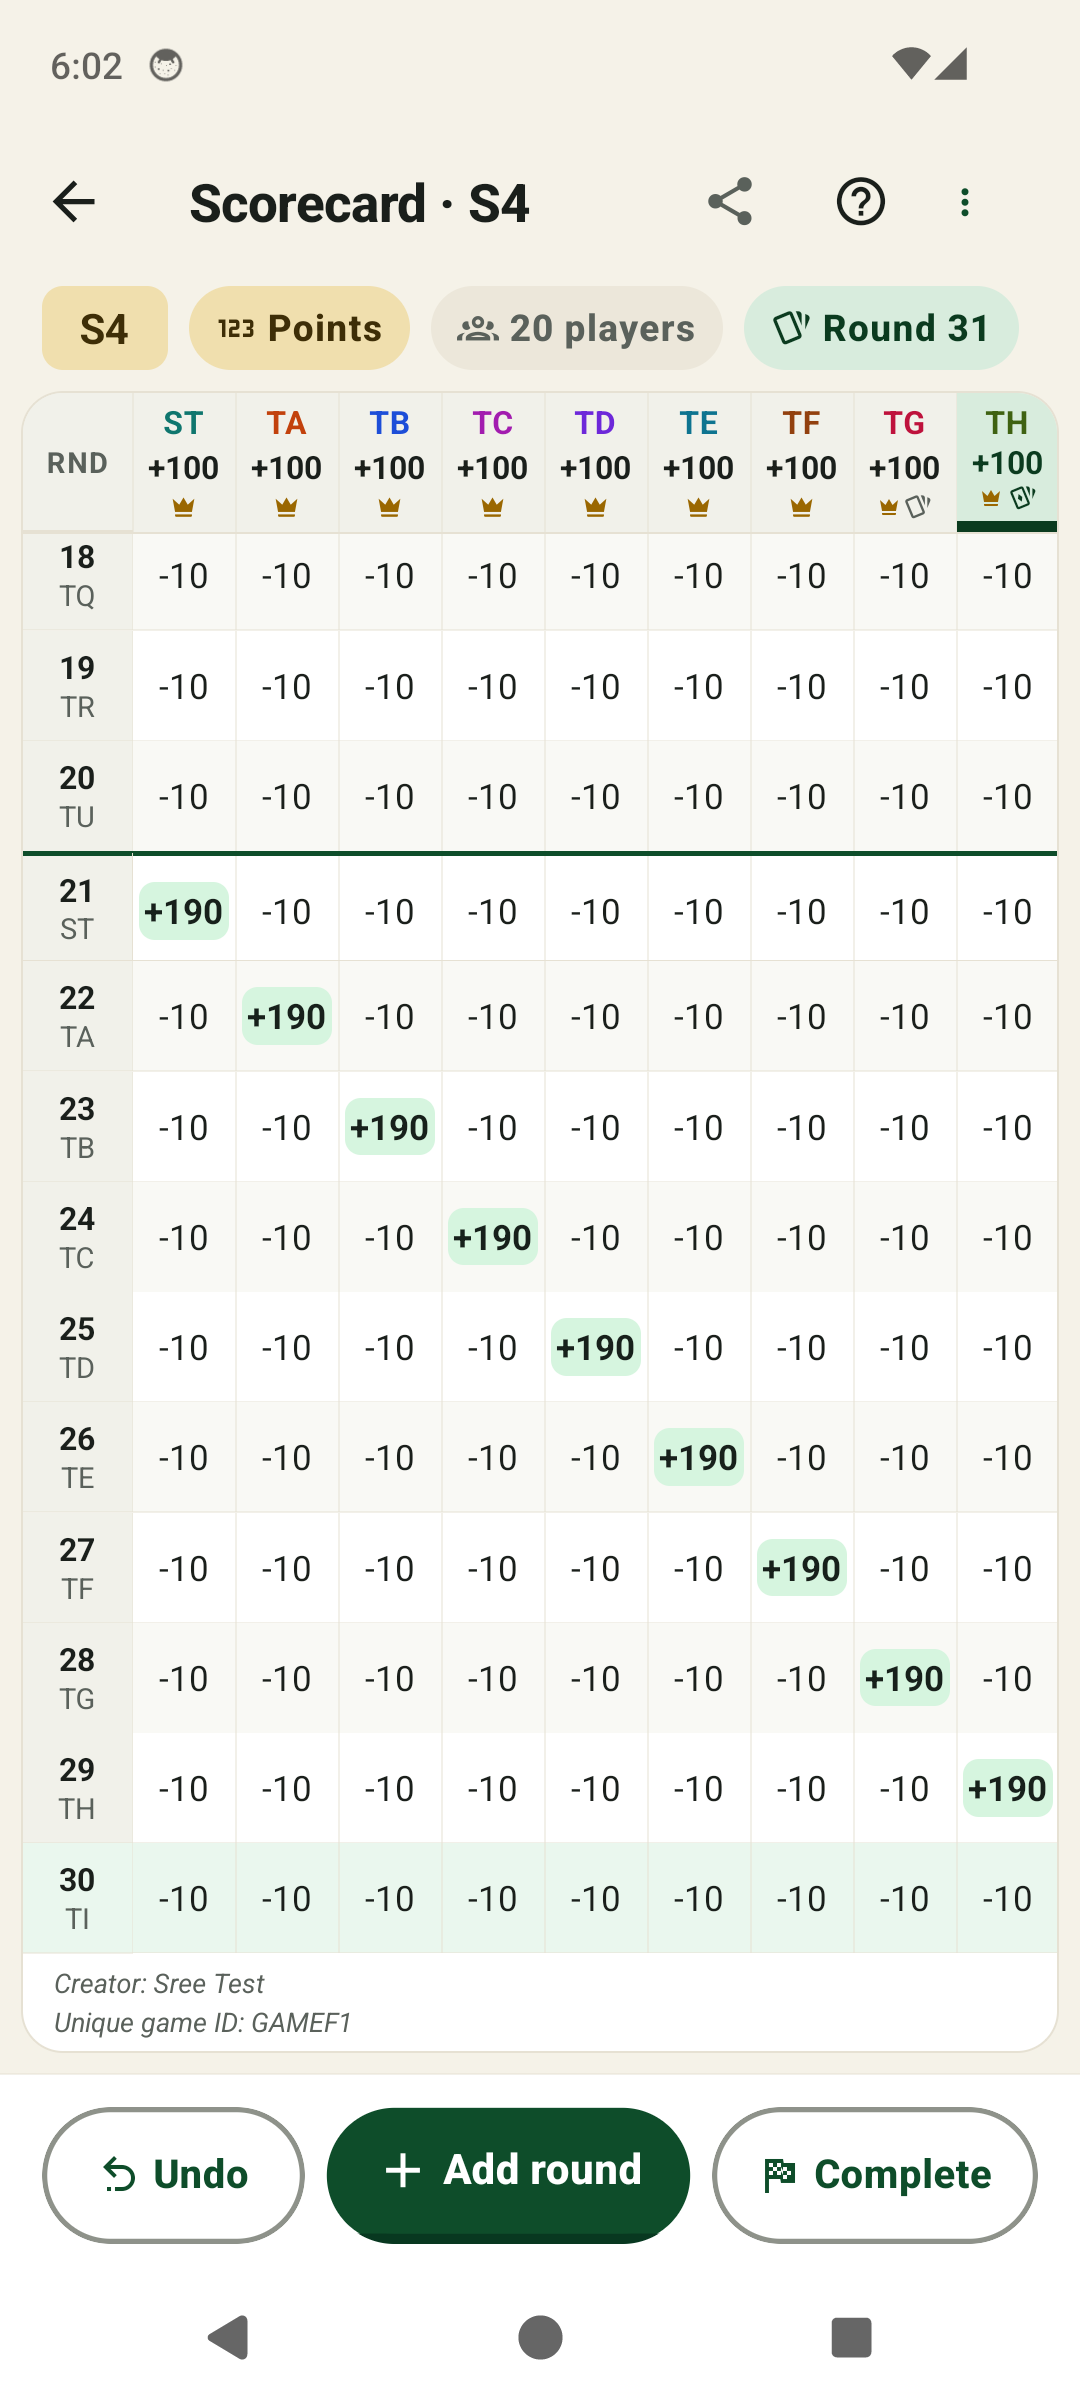 6:02
Scorecard · S4
S4 123 Points 20 players Round 31
RND ST TA TB TC TD TE TF TG TH
+100 +100 +100 +100 +100 +100 +100 +100 +100
18 TQ -10 -10 -10 -10 -10 -10 -10 -10 -10
19 TR -10 -10 -10 -10 -10 -10 -10 -10 -10
20 TU -10 -10 -10 -10 -10 -10 -10 -10 -10
21 ST +190 -10 -10 -10 -10 -10 -10 -10 -10
22 TA -10 +190 -10 -10 -10 -10 -10 -10 -10
23 TB -10 -10 +190 -10 -10 -10 -10 -10 -10
24 TC -10 -10 -10 +190 -10 -10 -10 -10 -10
25 TD -10 -10 -10 -10 +190 -10 -10 -10 -10
26 TE -10 -10 -10 -10 -10 +190 -10 -10 -10
27 TF -10 -10 -10 -10 -10 -10 +190 -10 -10
28 TG -10 -10 -10 -10 -10 -10 -10 +190 -10
29 TH -10 -10 -10 -10 -10 -10 -10 -10 +190
30 TI -10 -10 -10 -10 -10 -10 -10 -10 -10
Creator: Sree Test
Unique game ID: GAMEF1
Undo + Add round Complete